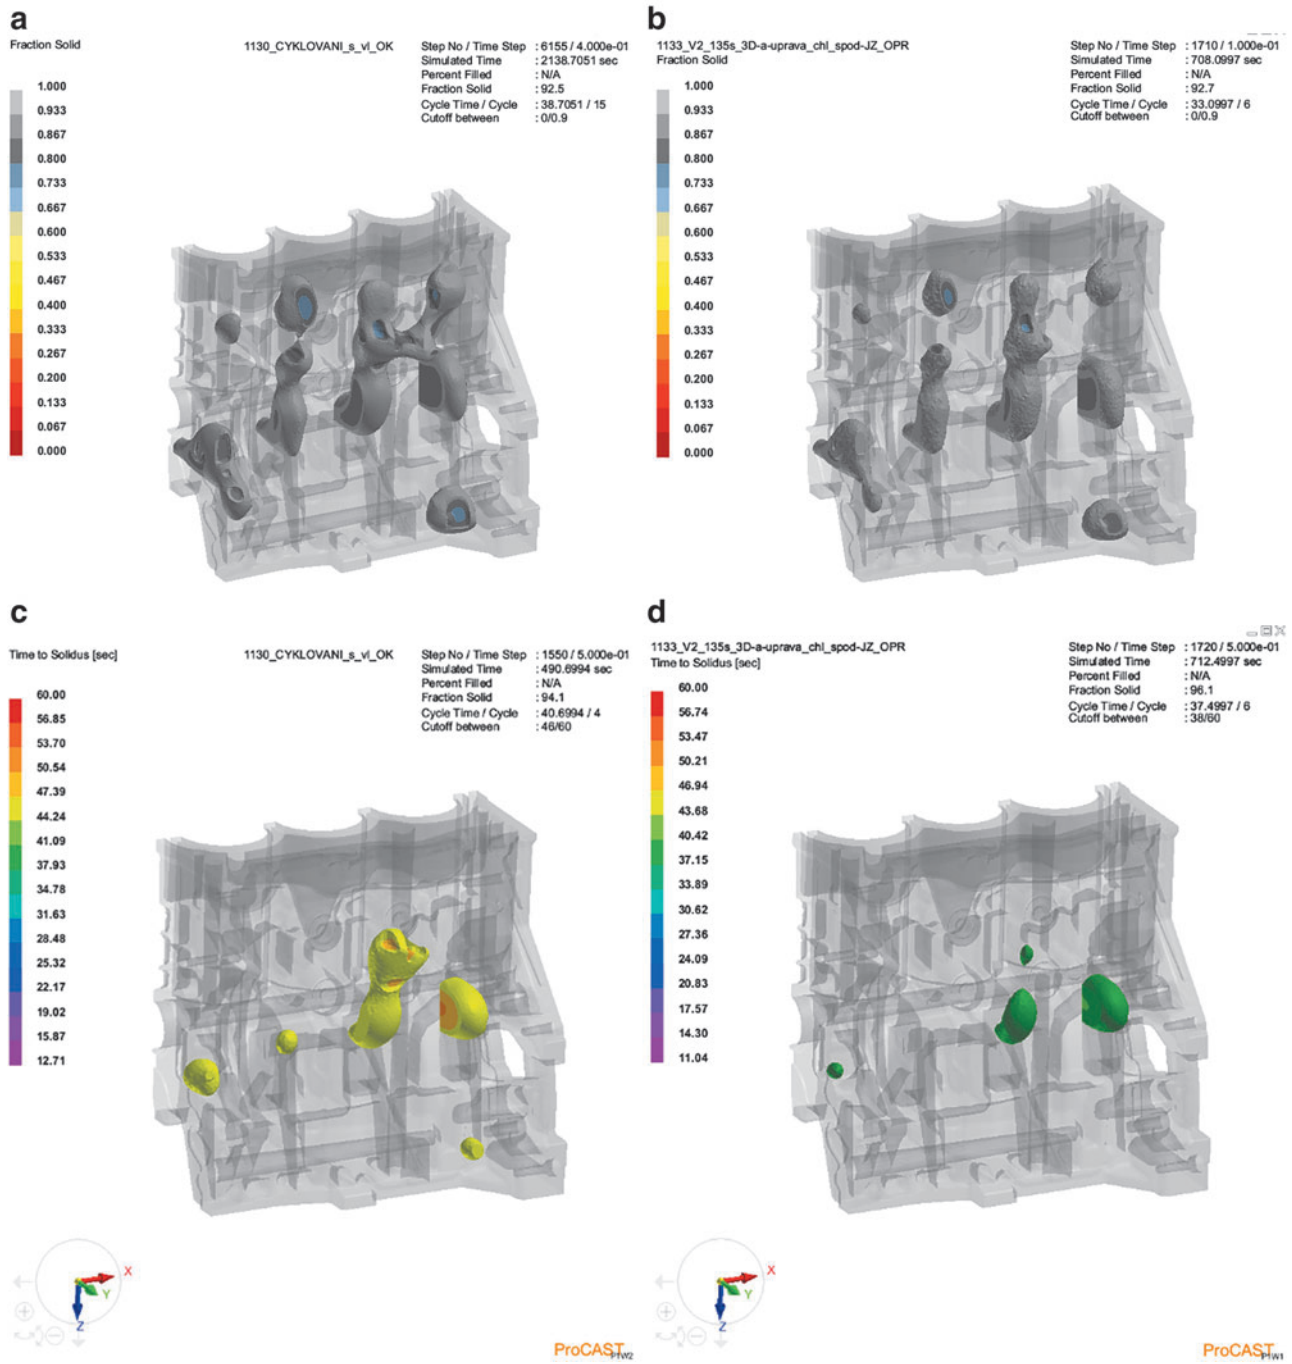 a
Fraction Solid
1130_CYKLOVANI_s_vl_OK
Step No / Time Step : 6155 / 4.000e-01
Simulated Time : 2138.7051 sec
Percent Filled : N/A
Fraction Solid : 92.5
Cycle Time / Cycle : 38.7051 / 15
Cutoff between : 0/0.9
1.000
0.933
0.867
0.800
0.733
0.667
0.600
0.533
0.467
0.400
0.333
0.267
0.200
0.133
0.067
0.000
b
1133_V2_135s_3D-a-uprava_chl_spod-JZ_OPR
Fraction Solid
Step No / Time Step : 1710 / 1.000e-01
Simulated Time : 708.0997 sec
Percent Filled : N/A
Fraction Solid : 92.7
Cycle Time / Cycle : 33.0997 / 6
Cutoff between : 0/0.9
1.000
0.933
0.867
0.800
0.733
0.667
0.600
0.533
0.467
0.400
0.333
0.267
0.200
0.133
0.067
0.000
c
Time to Solidus [sec]
1130_CYKLOVANI_s_vl_OK
Step No / Time Step : 1550 / 5.000e-01
Simulated Time : 490.6994 sec
Percent Filled : N/A
Fraction Solid : 94.1
Cycle Time / Cycle : 40.6994 / 4
Cutoff between : 46/60
60.00
56.85
53.70
50.54
47.39
44.24
41.09
37.93
34.78
31.63
28.48
25.32
22.17
19.02
15.87
12.71
X
Y
Z
ProCAST
P1W2
d
1133_V2_135s_3D-a-uprava_chl_spod-JZ_OPR
Time to Solidus [sec]
Step No / Time Step : 1720 / 5.000e-01
Simulated Time : 712.4997 sec
Percent Filled : N/A
Fraction Solid : 96.1
Cycle Time / Cycle : 37.4997 / 6
Cutoff between : 38/60
60.00
56.74
53.47
50.21
46.94
43.68
40.42
37.15
33.89
30.62
27.36
24.09
20.83
17.57
14.30
11.04
X
Y
Z
ProCAST
P1W1